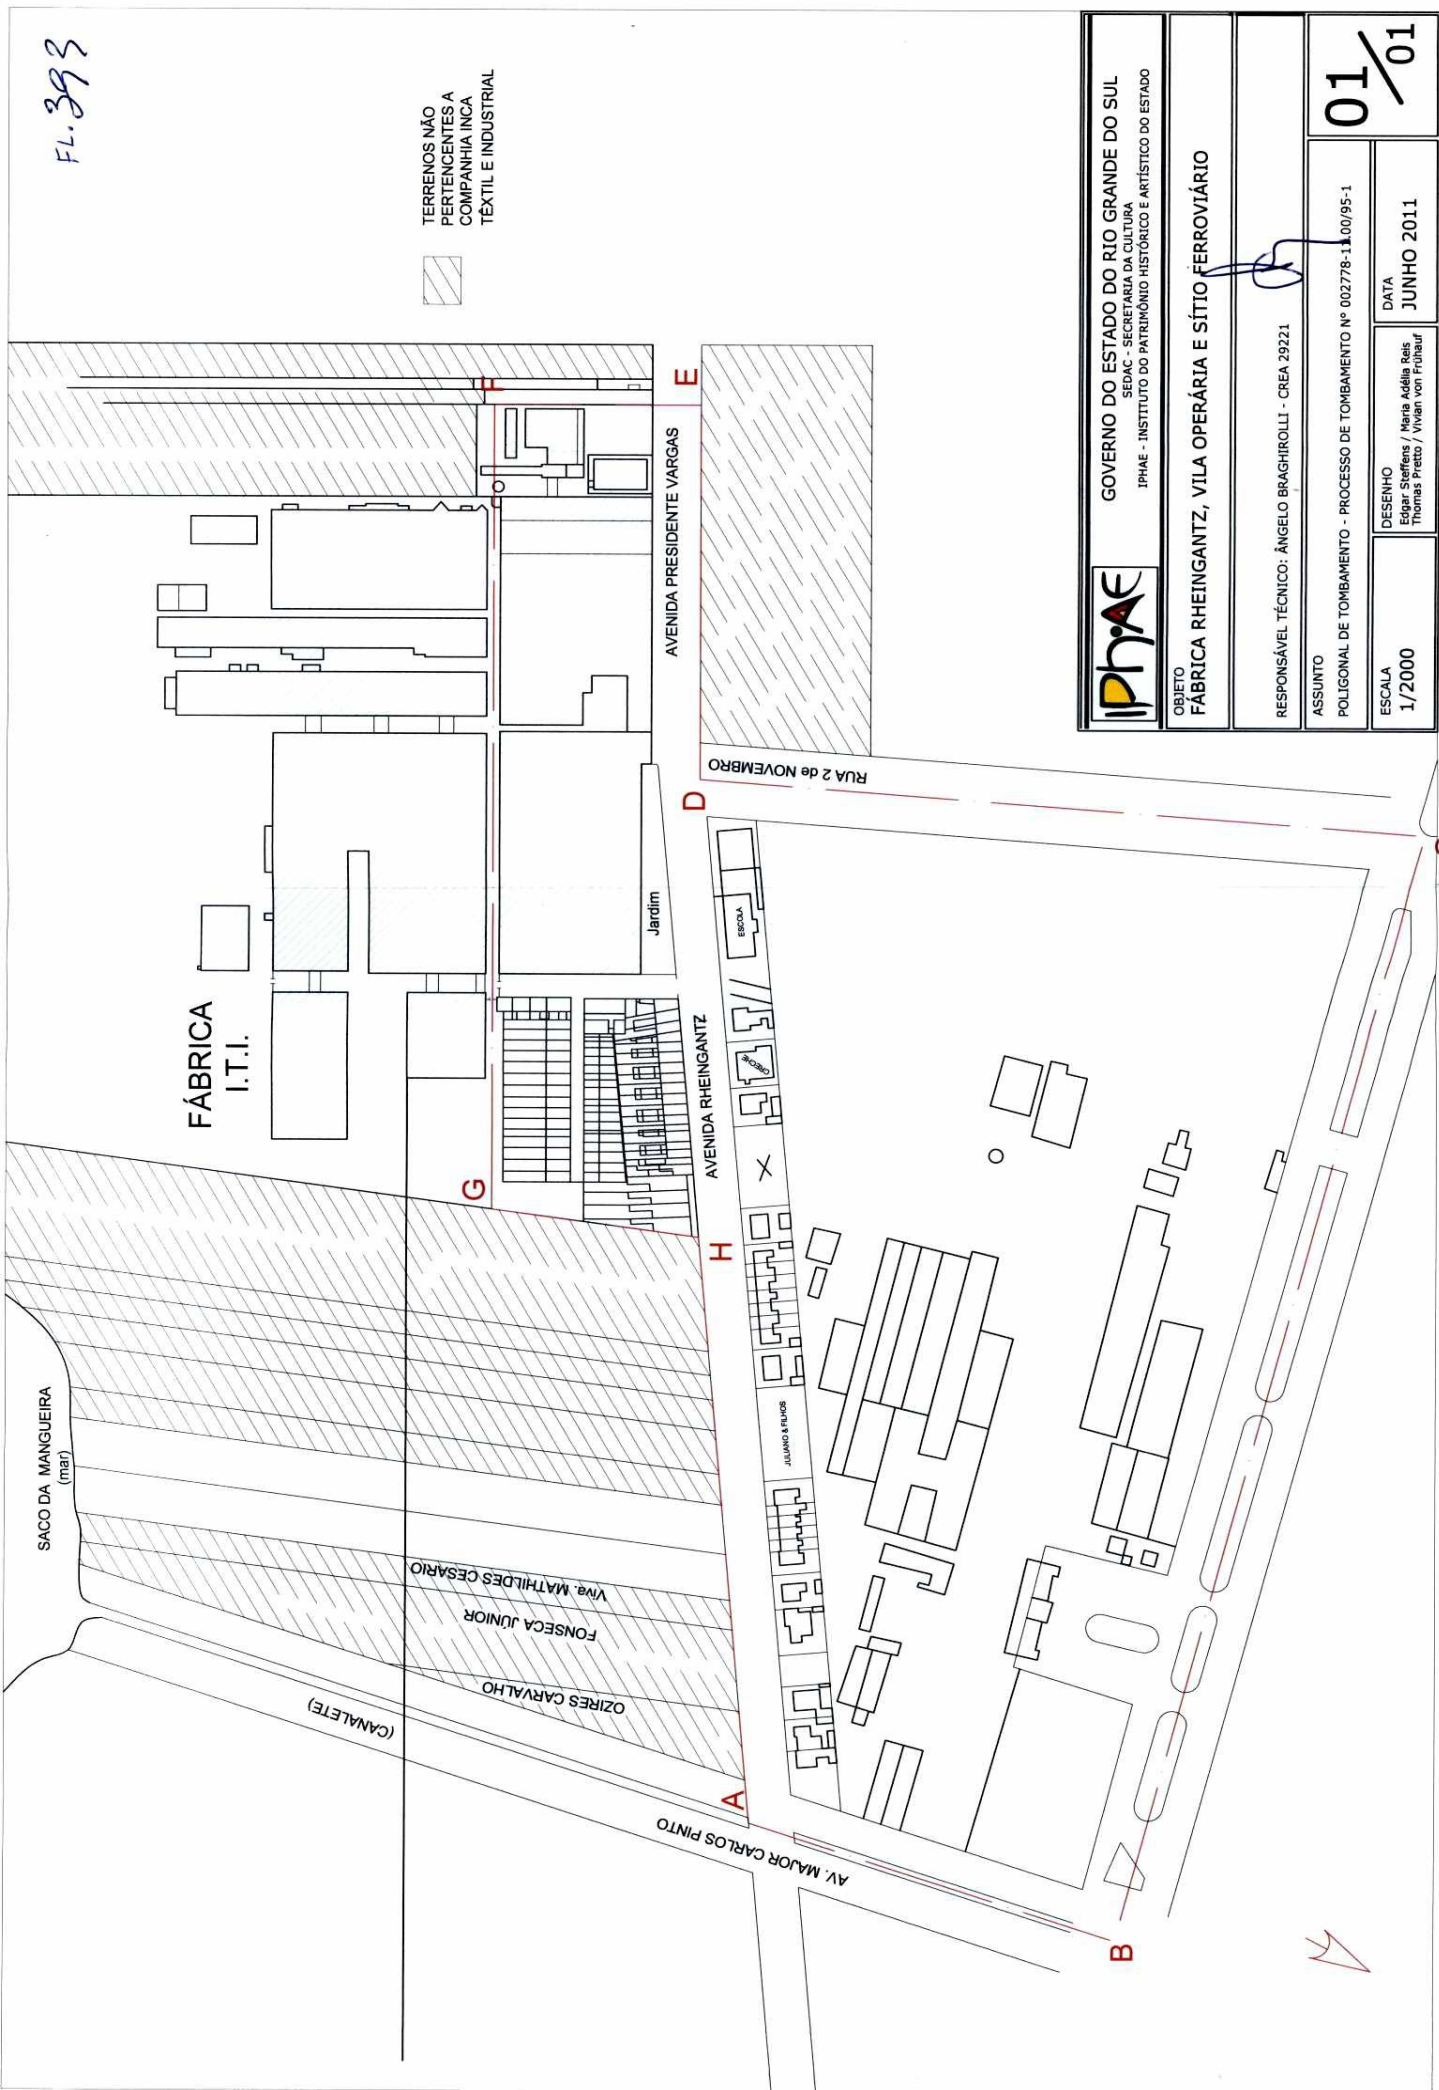 FL. 393
TERRENOS NÃO
PERTENCENTES A
COMPANHIA INCA
TÊXTIL E INDUSTRIAL
FÁBRICA
I.T.I.
SACO DA MANGUEIRA
(mar)
F
E
AVENIDA PRESIDENTE VARGAS
RUA 2 de NOVEMBRO
D
Jardim
ESCOLA
G
AVENIDA RHEINGANTZ
CRECHE
H
JULIANO & FILHOS
Viva. MATHILDES CESARIO
FONSECA JÚNIOR
OZIRES CARVALHO
(CANALETE)
A
AV. MAJOR CARLOS PINTO
B
IPHAE
GOVERNO DO ESTADO DO RIO GRANDE DO SUL
SEDAC - SECRETARIA DA CULTURA
IPHAE - INSTITUTO DO PATRIMÔNIO HISTÓRICO E ARTÍSTICO DO ESTADO
OBJETO
FÁBRICA RHEINGANTZ, VILA OPERÁRIA E SÍTIO FERROVIÁRIO
RESPONSÁVEL TÉCNICO: ÂNGELO BRAGHIROLLI - CREA 29221
ASSUNTO
POLIGONAL DE TOMBAMENTO - PROCESSO DE TOMBAMENTO Nº 002778-11.00/95-1
01/01
ESCALA
1/2000
DESENHO
Edgar Steffens / Maria Adélia Reis
Thomas Pretto / Vivian von Frühauf
DATA
JUNHO 2011